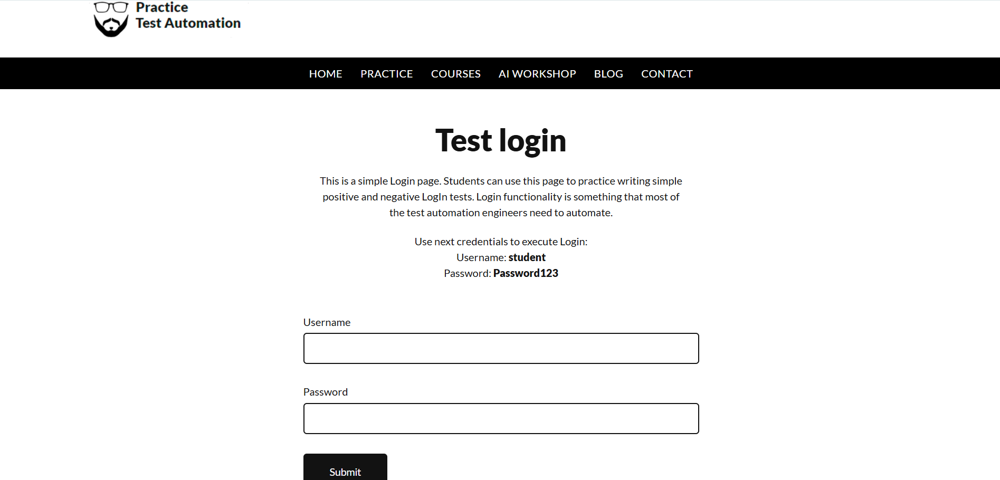 Practice
Test Automation
HOME PRACTICE COURSES AI WORKSHOP BLOG CONTACT
Test login
This is a simple Login page. Students can use this page to practice writing simple
positive and negative LogIn tests. Login functionality is something that most of
the test automation engineers need to automate.
Use next credentials to execute Login:
Username: student
Password: Password123
Username
Password
Submit